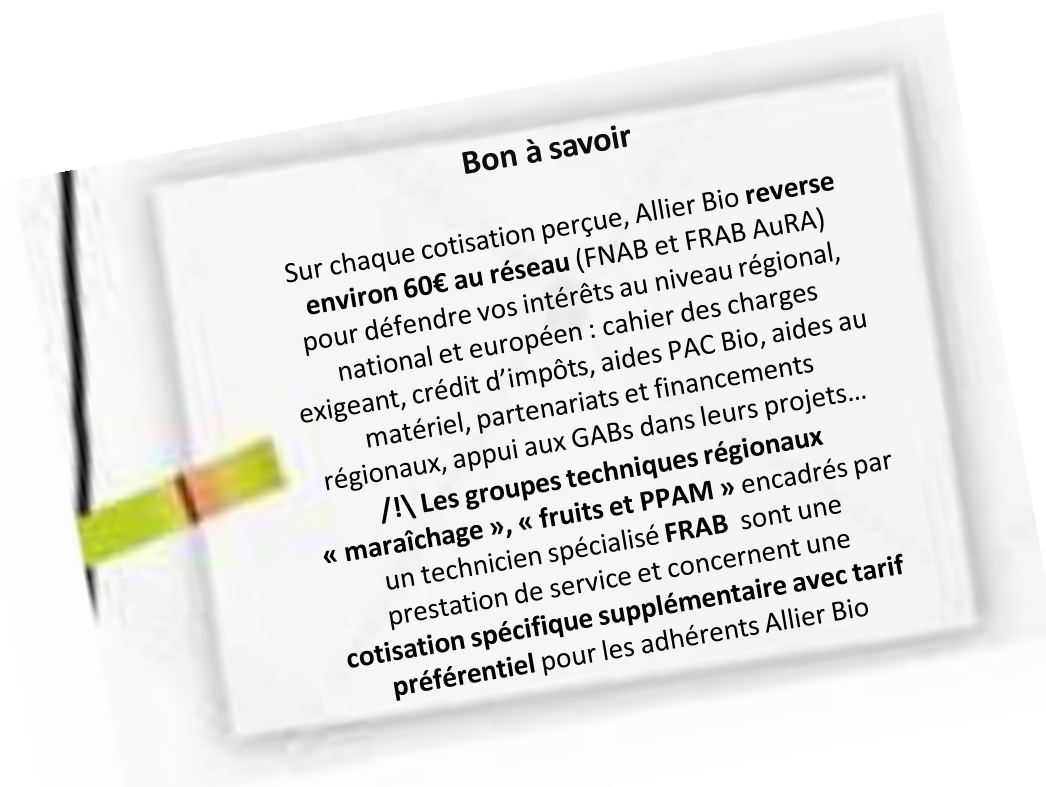 Bon à savoir
Sur chaque cotisation perçue, Allier Bio reverse
environ 60€ au réseau (FNAB et FRAB AuRA)
pour défendre vos intérêts au niveau régional,
national et européen : cahier des charges
exigeant, crédit d’impôts, aides PAC Bio, aides au
matériel, partenariats et financements
régionaux, appui aux GABs dans leurs projets…
/!\ Les groupes techniques régionaux
« maraîchage », « fruits et PPAM » encadrés par
un technicien spécialisé FRAB sont une
prestation de service et concernent une
cotisation spécifique supplémentaire avec tarif
préférentiel pour les adhérents Allier Bio